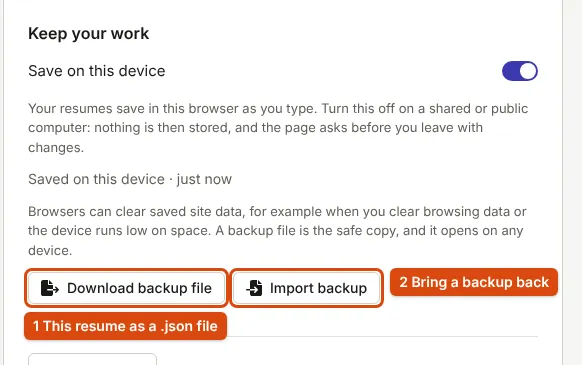 Keep your work
Save on this device
Your resumes save in this browser as you type. Turn this off on a shared or public
computer: nothing is then stored, and the page asks before you leave with
changes.
Saved on this device · just now
Browsers can clear saved site data, for example when you clear browsing data or
the device runs low on space. A backup file is the safe copy, and it opens on any
device.
Download backup file
Import backup
2 Bring a backup back
1 This resume as a .json file